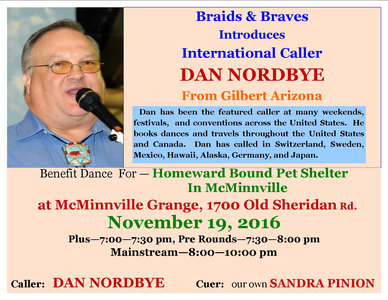 Braids & Braves
Introduces
International Caller
DAN NORDBYE
From Gilbert Arizona
Dan has been the featured caller at many weekends,
festivals, and conventions across the United States. He
books dances and travels throughout the United States
and Canada. Dan has called in Switzerland, Sweden,
Mexico, Hawaii, Alaska, Germany, and Japan.
Benefit Dance For — Homeward Bound Pet Shelter
In McMinnville
at McMinnville Grange, 1700 Old Sheridan Rd.
November 19, 2016
Plus—7:00—7:30 pm, Pre Rounds—7:30—8:00 pm
Mainstream—8:00—10:00 pm
Caller: DAN NORDBYE Cuer: our own SANDRA PINION